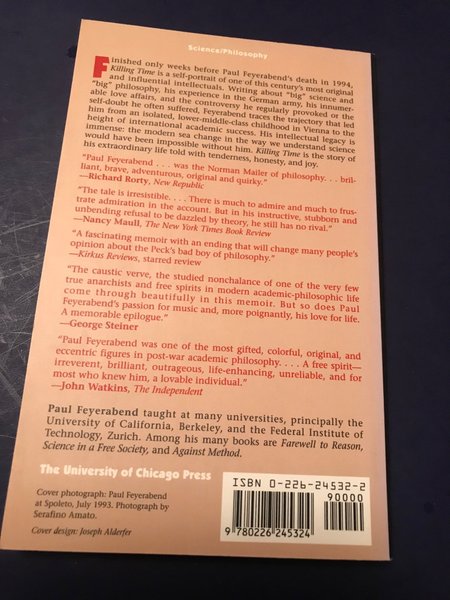 Science/Philosophy
Finished only weeks before Paul Feyerabend's death in 1994,
Killing Time is a self-portrait of one of this century's most original
and influential intellectuals. Writing about "big" science and
"big" philosophy, his experience in the German army, his innumer-
able love affairs, and the controversy he regularly provoked or the
self-doubt he often suffered, Feyerabend traces the trajectory that led
him from an isolated, lower-middle-class childhood in Vienna to the
height of international academic success. His intellectual legacy is
immense: the modern sea change in the way we understand science
would have been impossible without him. Killing Time is the story of
his extraordinary life told with tenderness, honesty, and joy.
"Paul Feyerabend . . . was the Norman Mailer of philosophy. . . . bril-
liant, brave, adventurous, original and quirky."
—Richard Rorty, New Republic
"The tale is irresistible. . . . There is much to admire and much to frus-
trate admiration in the account. But in his instructive, stubborn and
unbending refusal to be dazzled by theory, he still has no rival."
—Nancy Maull, The New York Times Book Review
"A fascinating memoir with an ending that will change many people's
opinion about the Peck's bad boy of philosophy."
—Kirkus Reviews, starred review
"The caustic verve, the studied nonchalance of one of the very few
true anarchists and free spirits in modern academic-philosophic life
come through beautifully in this memoir. But so does Paul
Feyerabend's passion for music and, more poignantly, his love for life.
A memorable epilogue."
—George Steiner
"Paul Feyerabend was one of the most gifted, colorful, original, and
eccentric figures in post-war academic philosophy. . . . A free spirit—
irreverent, brilliant, outrageous, life-enhancing, unreliable, and for
most who knew him, a lovable individual."
—John Watkins, The Independent
Paul Feyerabend taught at many universities, principally the
University of California, Berkeley, and the Federal Institute of
Technology, Zurich. Among his many books are Farewell to Reason,
Science in a Free Society, and Against Method.
The University of Chicago Press
Cover photograph: Paul Feyerabend
at Spoleto, July 1993. Photograph by
Serafino Amato.
Cover design: Joseph Alderfer
ISBN 0-226-24532-2
90000
9 780226 245324